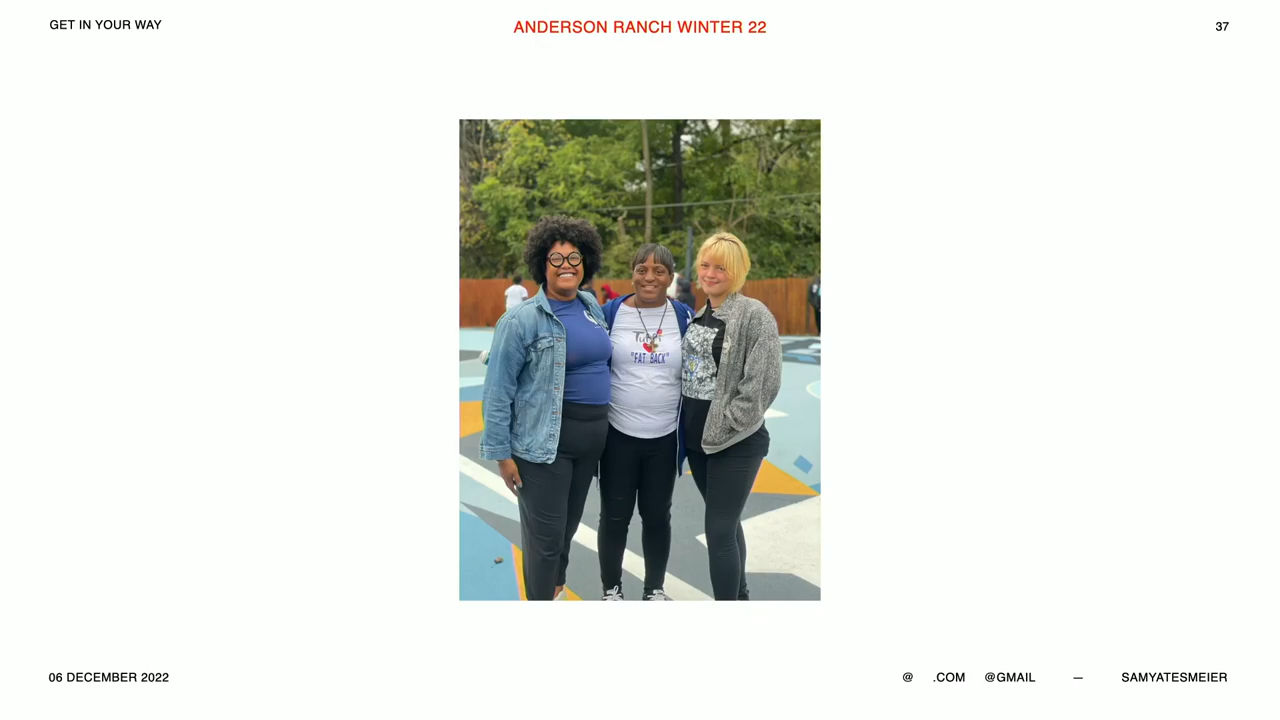 GET IN YOUR WAY
ANDERSON RANCH WINTER 22
37
"FAT BACK"
06 DECEMBER 2022
@ .COM @GMAIL — SAMYATESMEIER